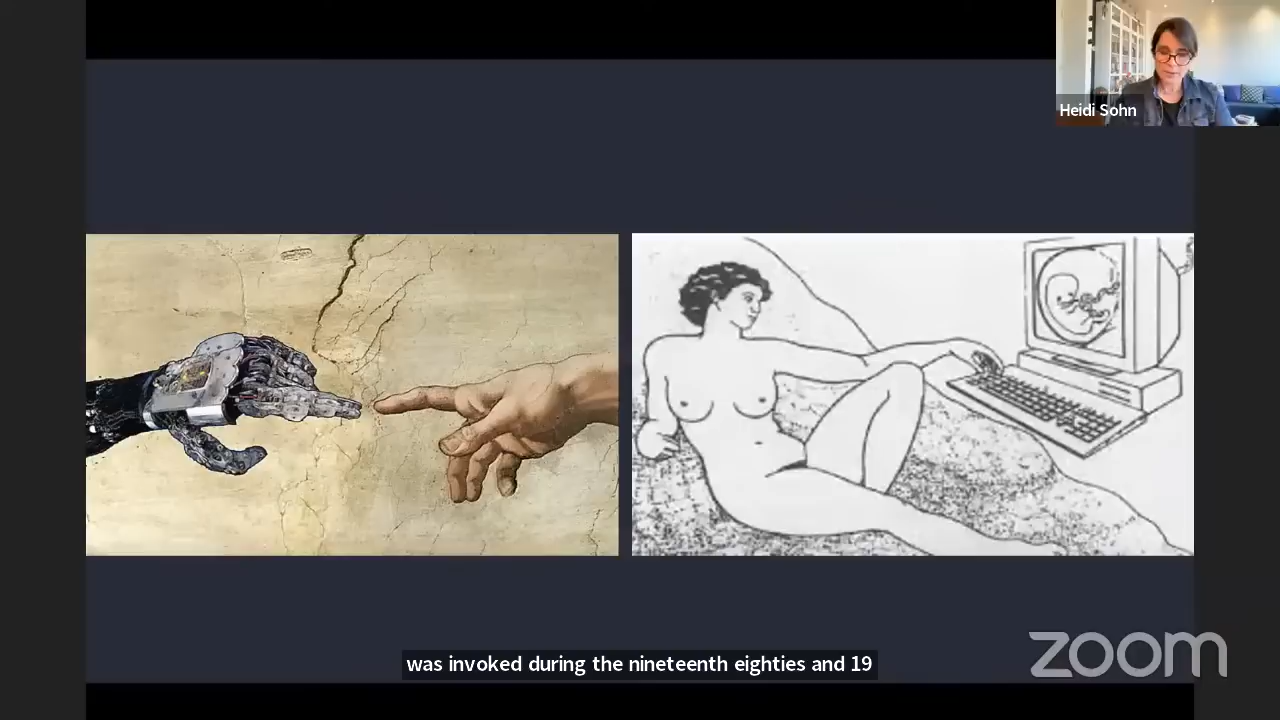 Heidi Sohn
was invoked during the nineteenth eighties and 19
zoom